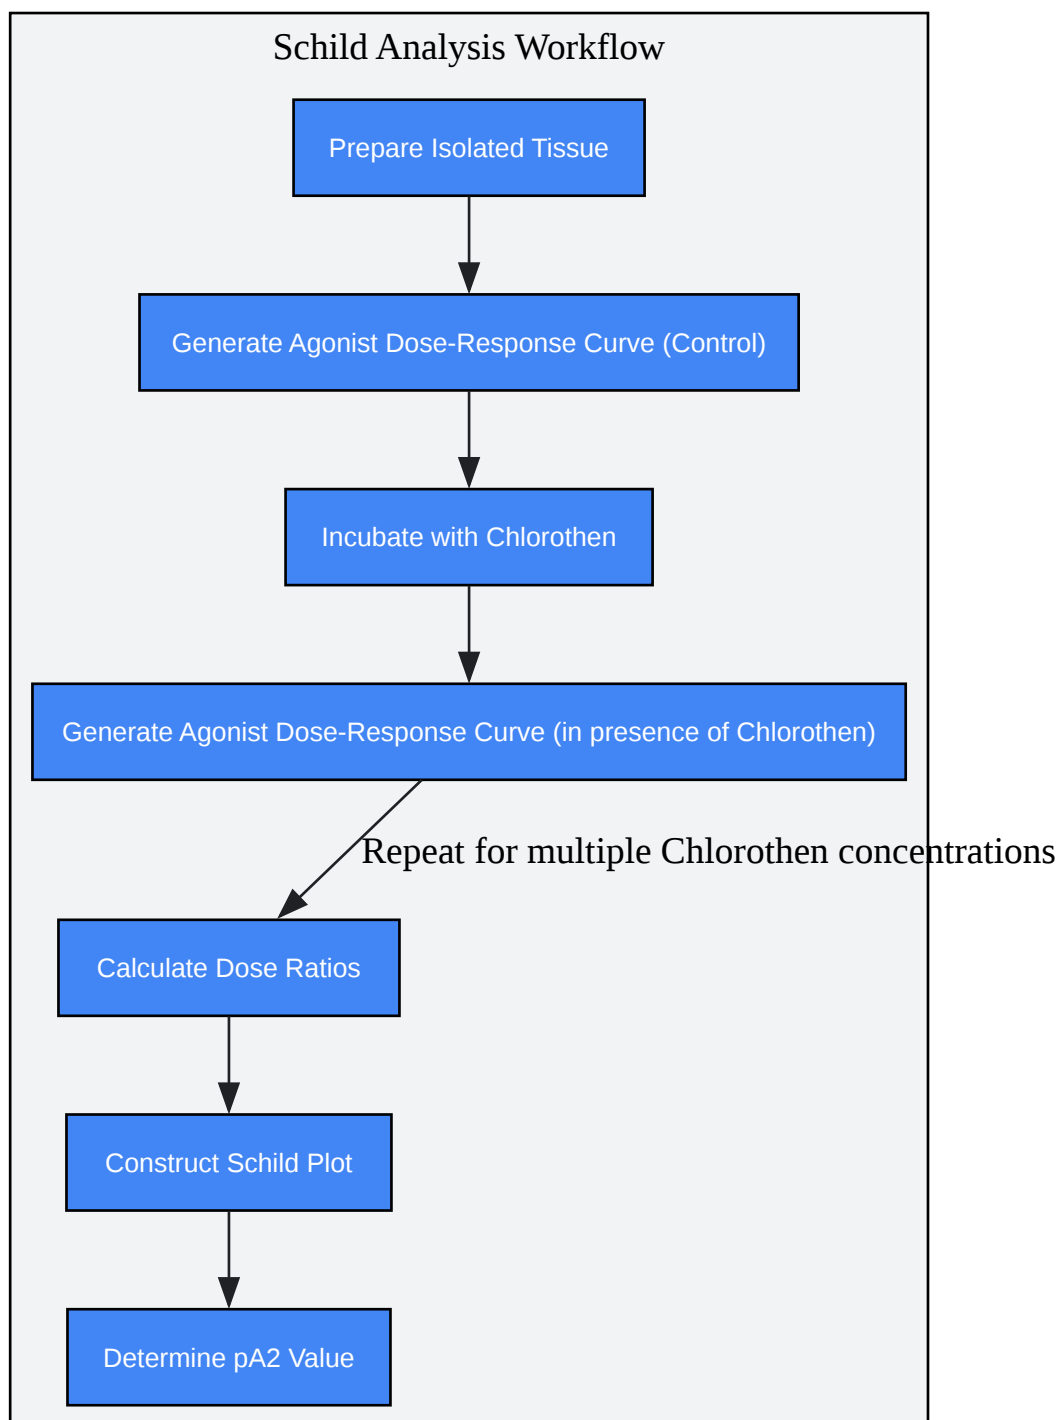 Schild Analysis Workflow
Prepare Isolated Tissue
Generate Agonist Dose-Response Curve (Control)
Incubate with Chlorothen
Generate Agonist Dose-Response Curve (in presence of Chlorothen)
Repeat for multiple Chlorothen concentrations
Calculate Dose Ratios
Construct Schild Plot
Determine pA2 Value